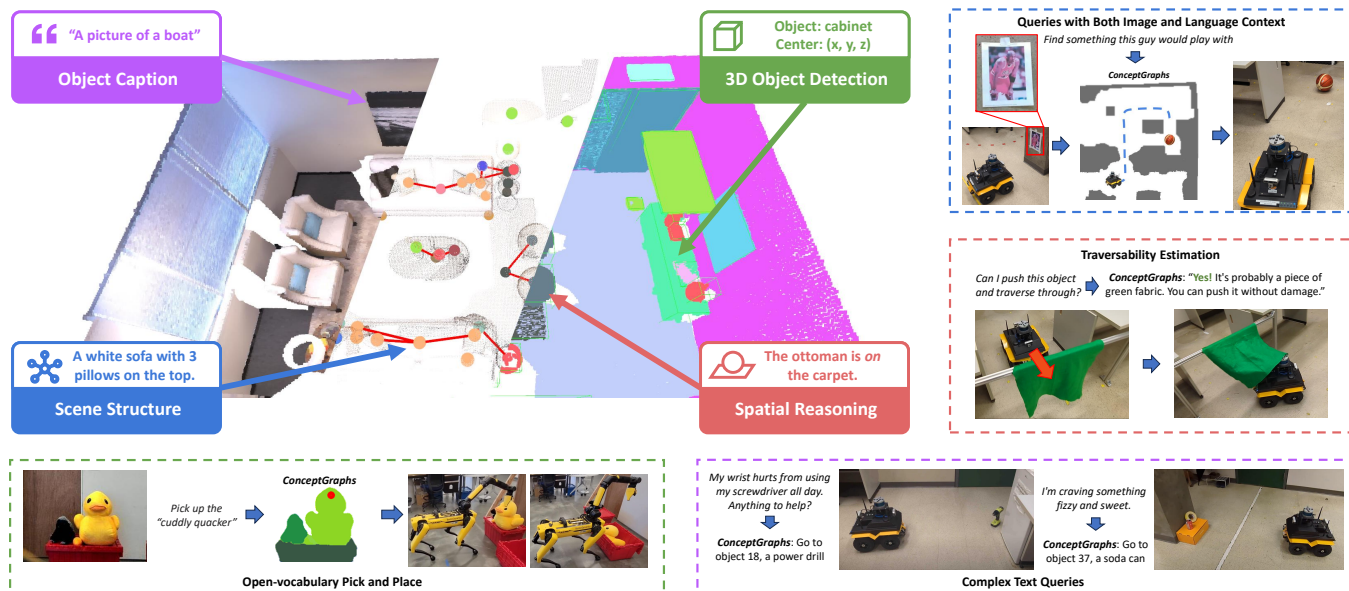 “A picture of a boat”
Object Caption
Object: cabinet
Center: (x, y, z)
3D Object Detection
A white sofa with 3
pillows on the top.
Scene Structure
The ottoman is on
the carpet.
Spatial Reasoning
Queries with Both Image and Language Context
Find something this guy would play with
ConceptGraphs
Traversability Estimation
Can I push this object
and traverse through?
ConceptGraphs: “Yes! It's probably a piece of
green fabric. You can push it without damage.”
Pick up the
“cuddly quacker”
ConceptGraphs
Open-vocabulary Pick and Place
My wrist hurts from using
my screwdriver all day.
Anything to help?
ConceptGraphs: Go to
object 18, a power drill
I'm craving something
fizzy and sweet.
ConceptGraphs: Go to
object 37, a soda can
Complex Text Queries